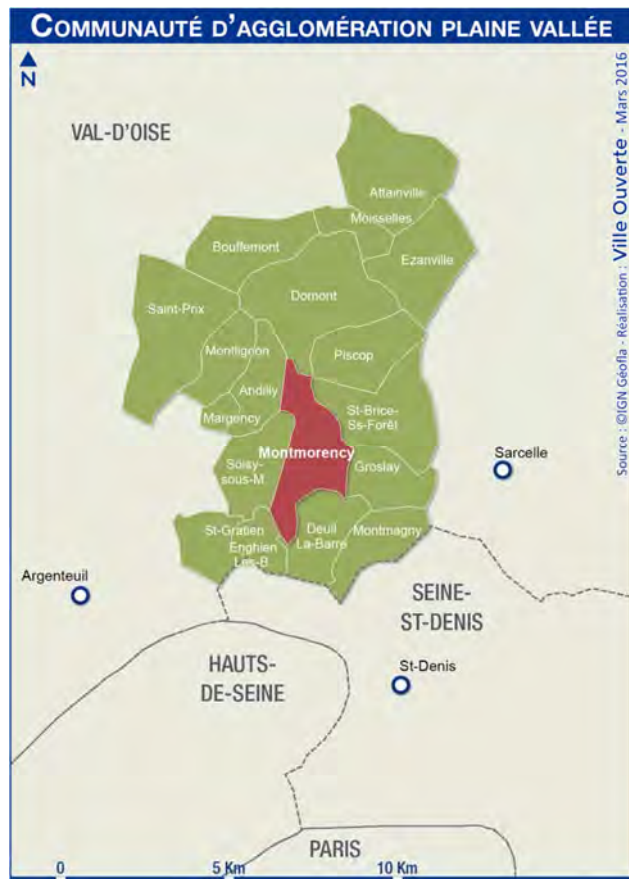 COMMUNAUTÉ D'AGGLOMÉRATION PLAINE VALLÉE
N
VAL-D'OISE
Source : ©IGN Géofla - Réalisation : Ville Ouverte - Mars 2016
Attainville
Moisselles
Bouffemont
Ezanville
Domont
Saint-Prix
Montlignon
Piscop
Andilly
Margency
St-Brice-
Ss-Forêt
Montmorency
Soisy-
sous-M.
Groslay
Sarcelle
St-Gratien
Enghien
Les-B.
Deuil
La-Barre
Montmagny
Argenteuil
SEINE-
ST-DENIS
HAUTS-
DE-SEINE
St-Denis
PARIS
0
5 Km
10 Km